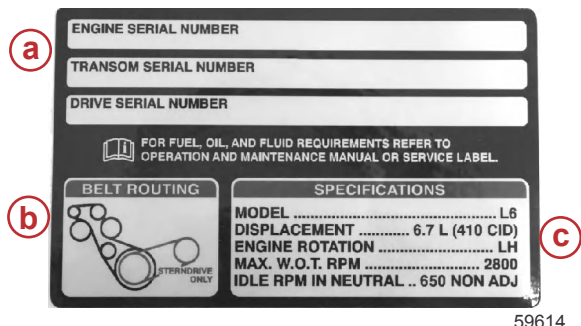 ENGINE SERIAL NUMBER
a
TRANSOM SERIAL NUMBER
DRIVE SERIAL NUMBER
FOR FUEL, OIL, AND FLUID REQUIREMENTS REFER TO
OPERATION AND MAINTENANCE MANUAL OR SERVICE LABEL.
BELT ROUTING
b
STERNDRIVE
ONLY
SPECIFICATIONS
MODEL ................................................ L6
DISPLACEMENT ............ 6.7 L (410 CID)
ENGINE ROTATION ............................ LH
MAX. W.O.T. RPM ........................... 2800
IDLE RPM IN NEUTRAL .. 650 NON ADJ
c
59614